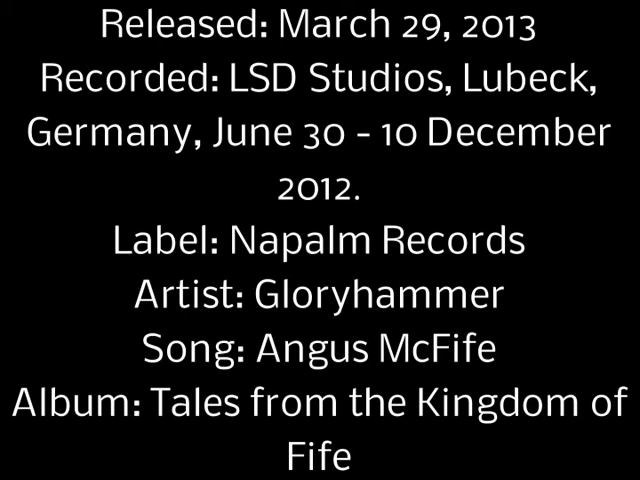 Released: March 29, 2013
Recorded: LSD Studios, Lubeck,
Germany, June 30 - 10 December
2012.
Label: Napalm Records
Artist: Gloryhammer
Song: Angus McFife
Album: Tales from the Kingdom of
Fife